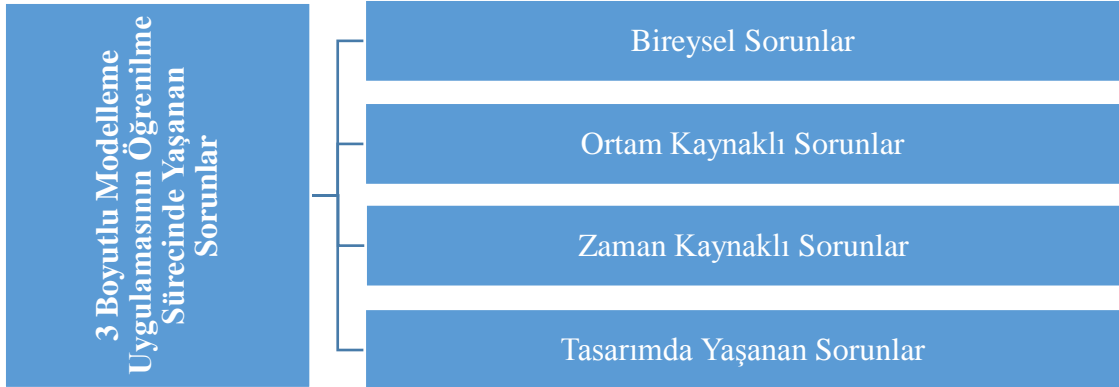 3 Boyutlu Modelleme
Uygulamasının Öğrenilme
Sürecinde Yaşanan
Sorunlar
Bireysel Sorunlar
Ortam Kaynaklı Sorunlar
Zaman Kaynaklı Sorunlar
Tasarımda Yaşanan Sorunlar